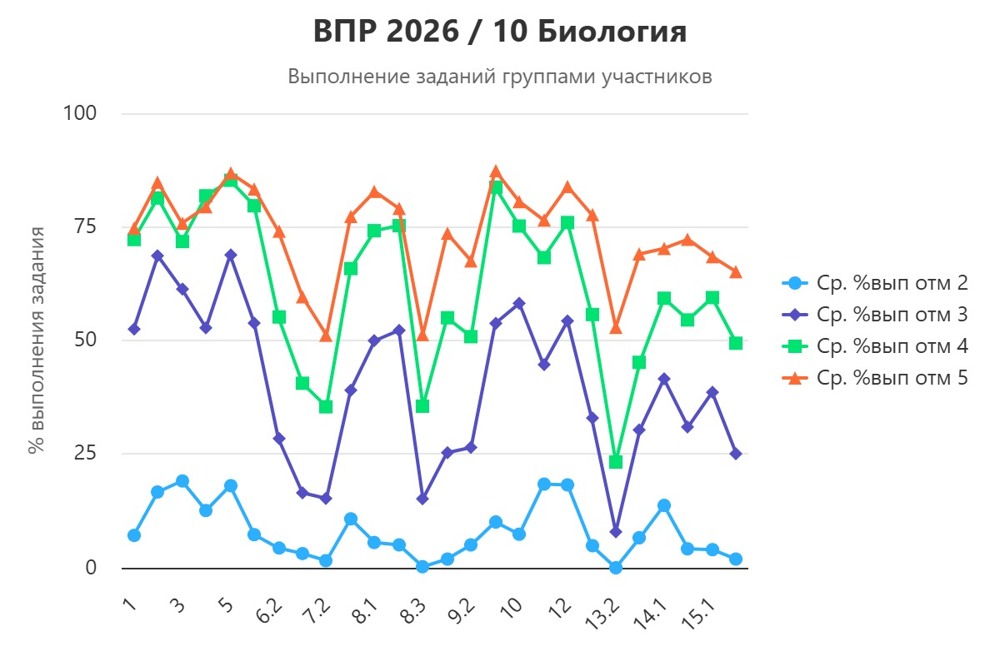 ВПР 2026 / 10 Биология
Выполнение заданий группами участников
% выполнения задания
100
75
50
25
0
1
3
5
6.2
7.2
8.1
8.3
9.2
10
12
13.2
14.1
15.1
Ср. %вып отм 2
Ср. %вып отм 3
Ср. %вып отм 4
Ср. %вып отм 5